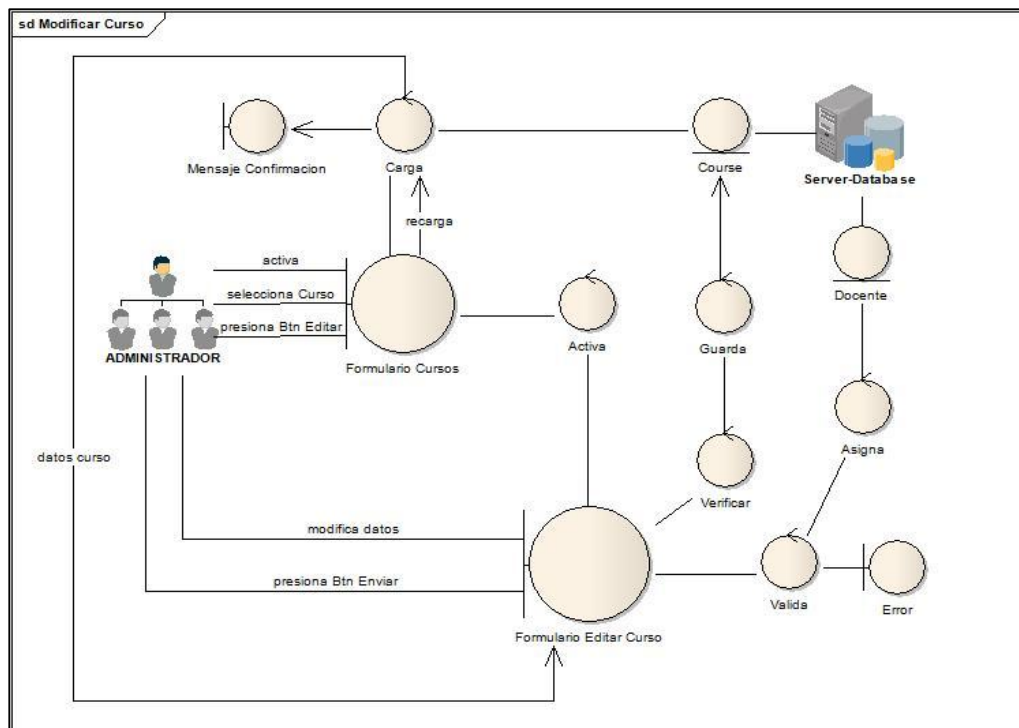 sd Modificar Curso
Mensaje Confirmacion
Carga
Course
Server-Database
recarga
activa
selecciona Curso
presiona Btn Editar
ADMINISTRADOR
Formulario Cursos
Activa
Guarda
Docente
Asigna
datos curso
Verificar
modifica datos
presiona Btn Enviar
Valida
Error
Formulario Editar Curso